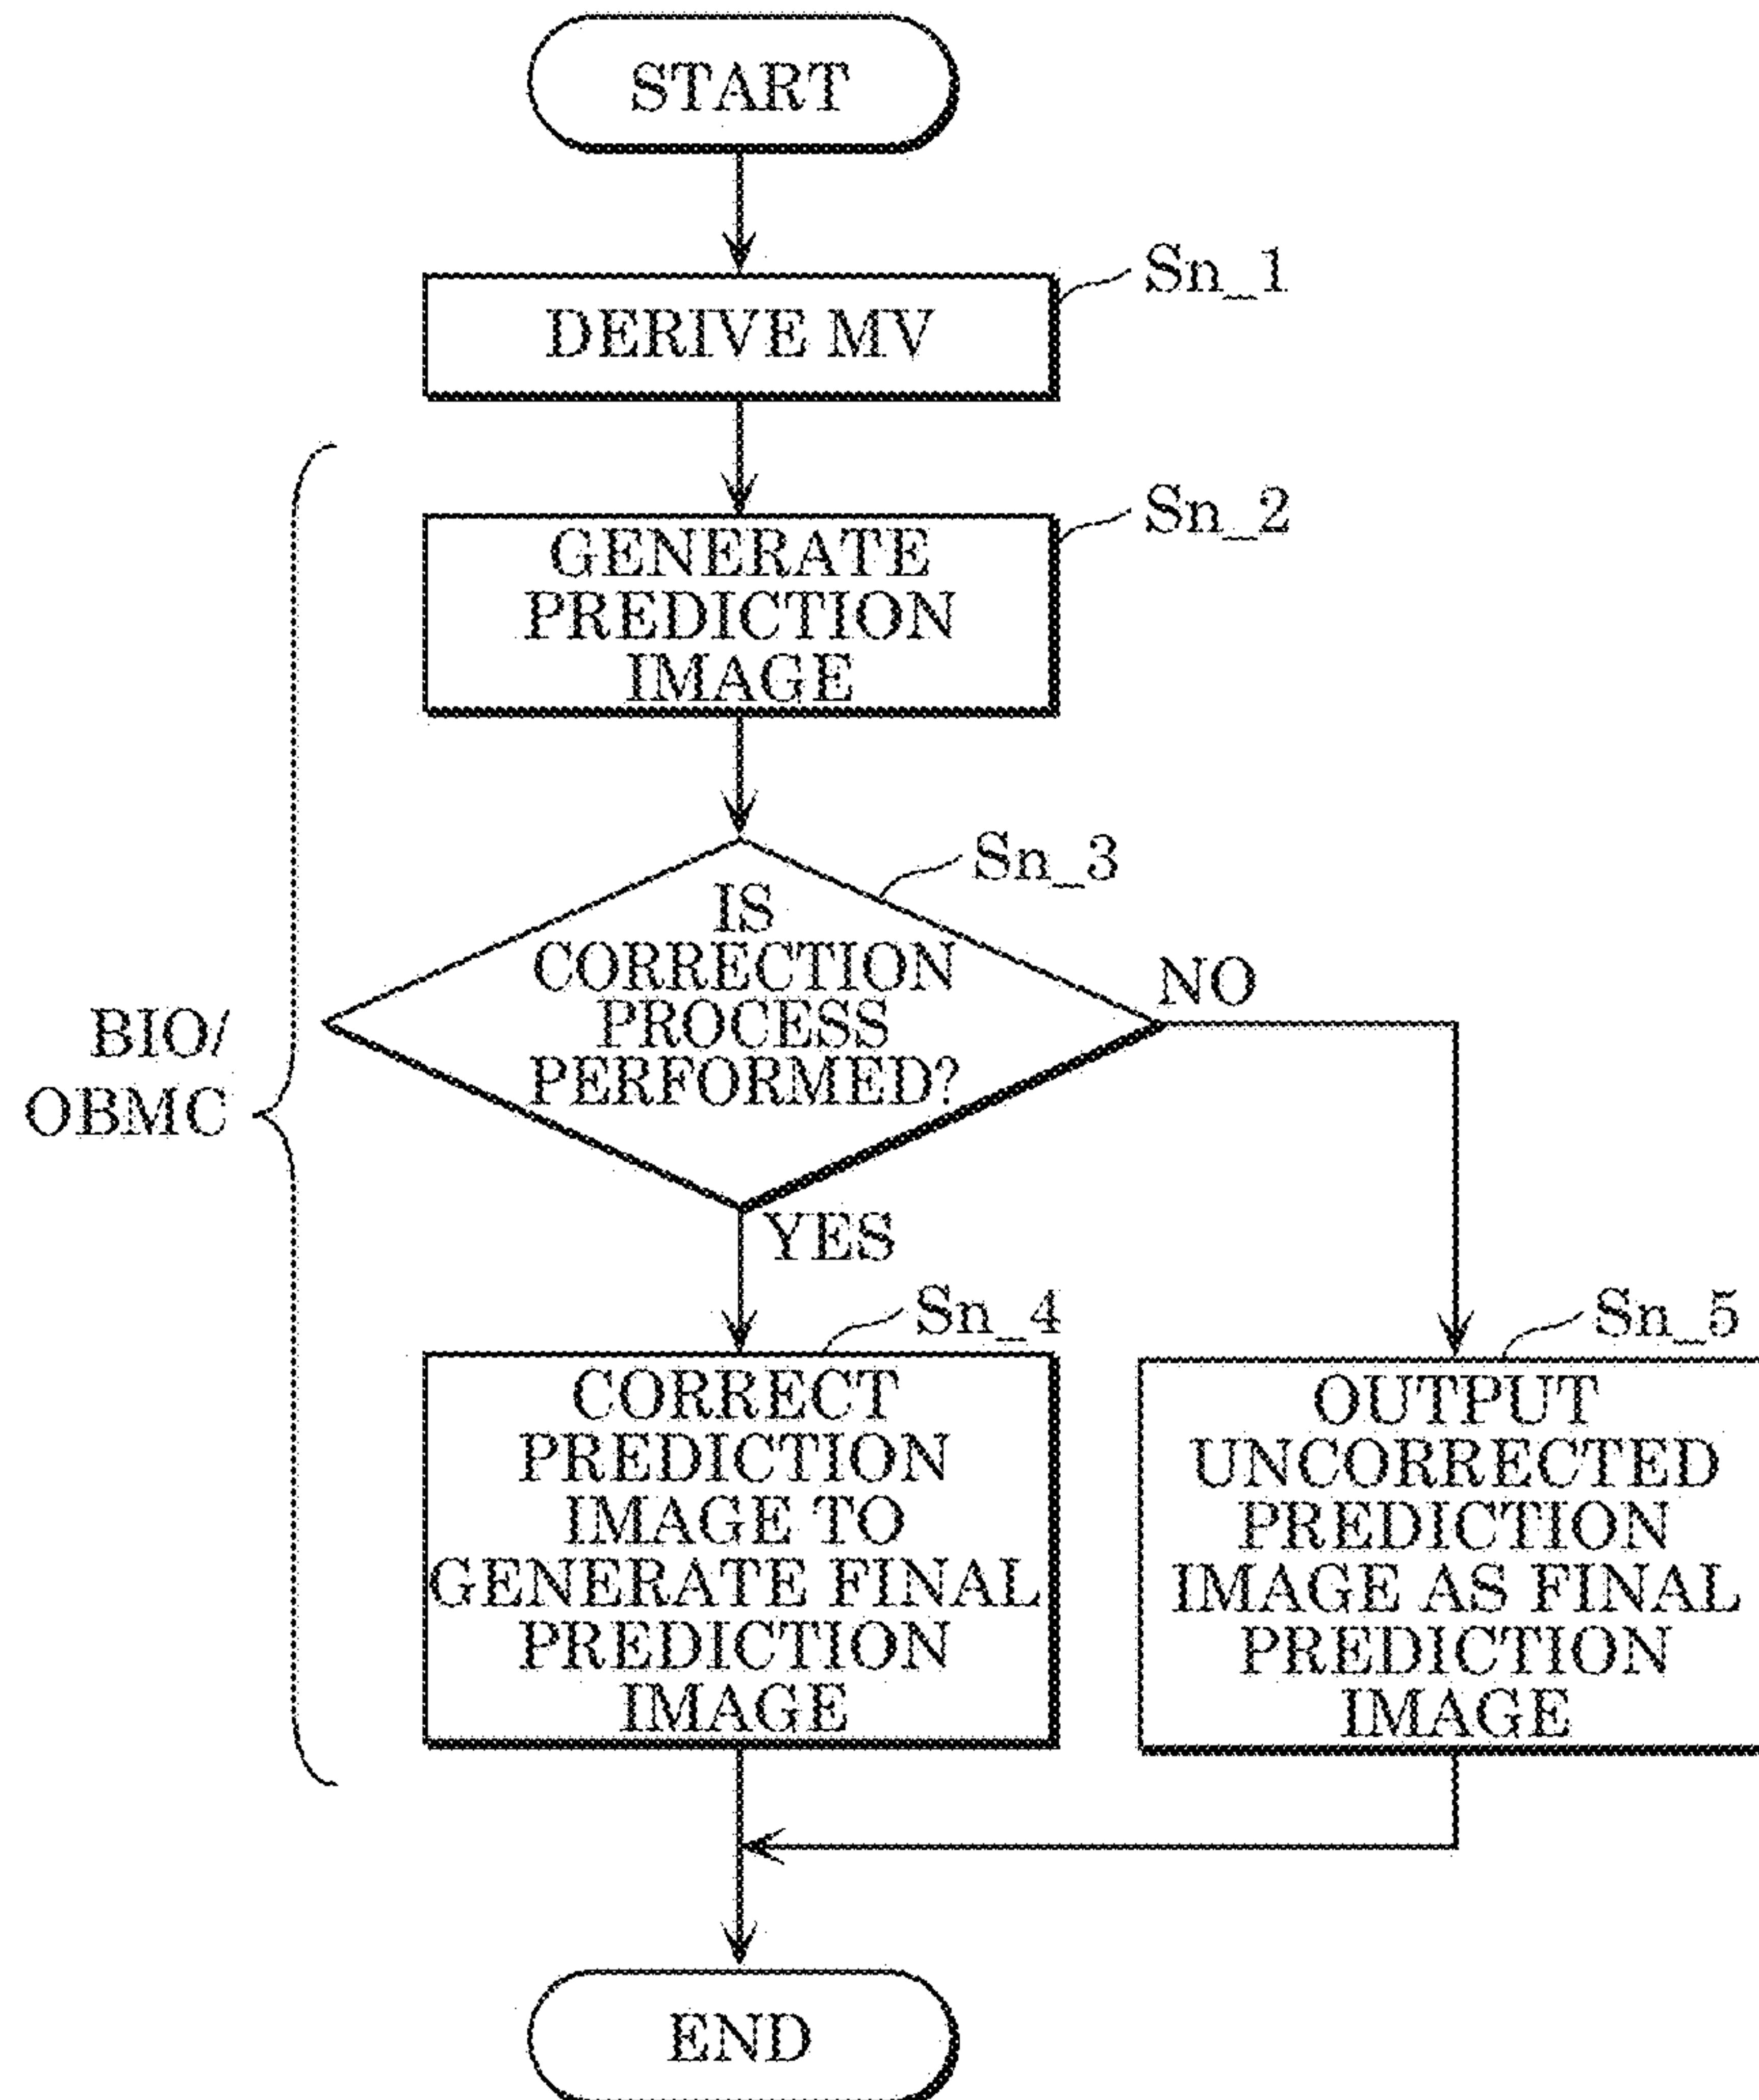 START
Sn_1
DERIVE MV
Sn_2
GENERATE
PREDICTION
IMAGE
Sn_3
IS
CORRECTION
PROCESS
PERFORMED?
NO
BIO/
OBMC
YES
Sn_4
Sn_5
CORRECT
PREDICTION
IMAGE TO
GENERATE FINAL
PREDICTION
IMAGE
OUTPUT
UNCORRECTED
PREDICTION
IMAGE AS FINAL
PREDICTION
IMAGE
END